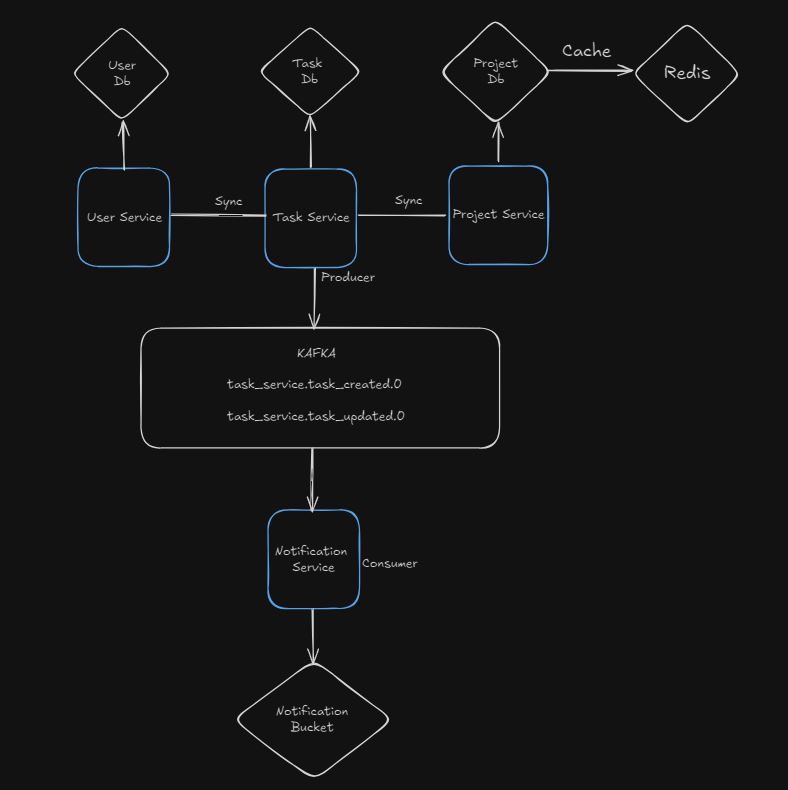 User
Db
Task
Db
Project
Db
Cache
Redis
User Service
Sync
Task Service
Sync
Project Service
Producer
KAFKA
task_service.task_created.0
task_service.task_updated.0
Notification
Service
Consumer
Notification
Bucket